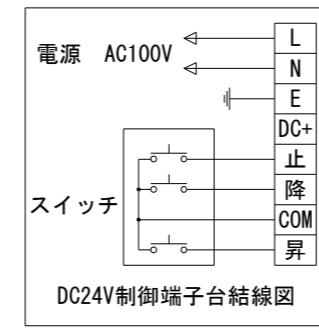 電源 AC100V
L
N
E
DC+
止
降
COM
昇
スイッチ
DC24V制御端子台結線図